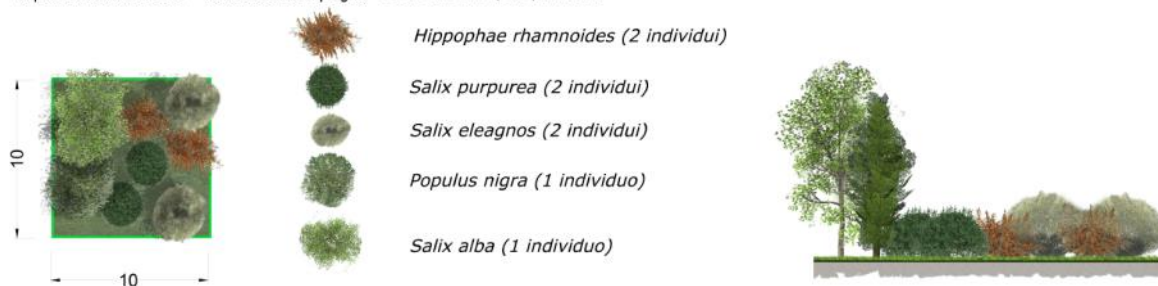 Hippophae rhamnoides (2 individui)
Salix purpurea (2 individui)
Salix eleagnos (2 individui)
Populus nigra (1 individuo)
Salix alba (1 individuo)
10
10